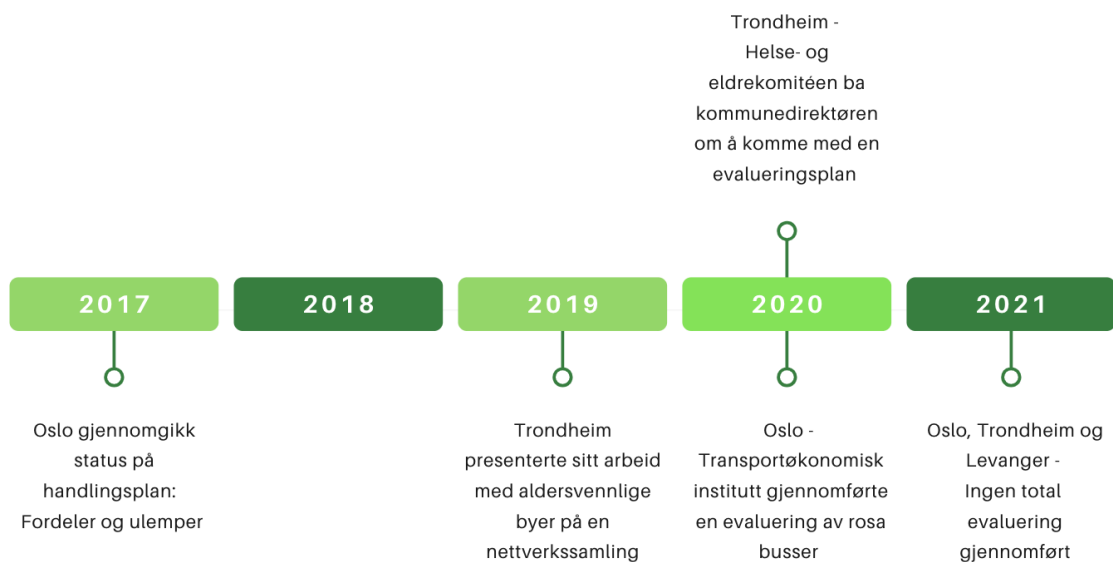 Trondheim -
Helse- og
eldrekomitéen ba
kommunedirektøren
om å komme med en
evalueringsplan
2017
2018
2019
2020
2021
Oslo gjennomgikk
status på
handlingsplan:
Fordeler og ulemper
Trondheim
presenterte sitt arbeid
med aldersvennlige
byer på en
nettverkssamling
Oslo -
Transportøkonomisk
institutt gjennomførte
en evaluering av rosa
busser
Oslo, Trondheim og
Levanger -
Ingen total
evaluering
gjennomført